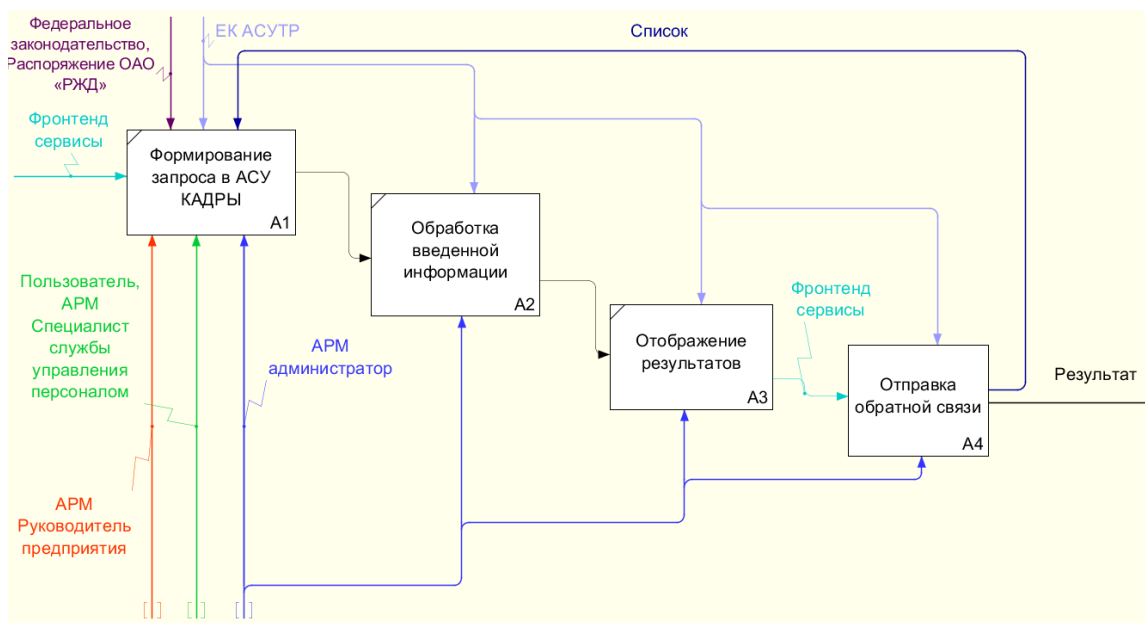 Федеральное
законодательство,
Распоряжение ОАО
«РЖД»
ЕК АСУТР
Список
Фронтенд
сервисы
Формирование
запроса в АСУ
КАДРЫ
A1
Обработка
введенной
информации
A2
Пользователь,
АРМ
Специалист
службы
управления
персоналом
АРМ
администратор
Отображение
результатов
A3
Фронтенд
сервисы
Отправка
обратной связи
A4
Результат
АРМ
Руководитель
предприятия